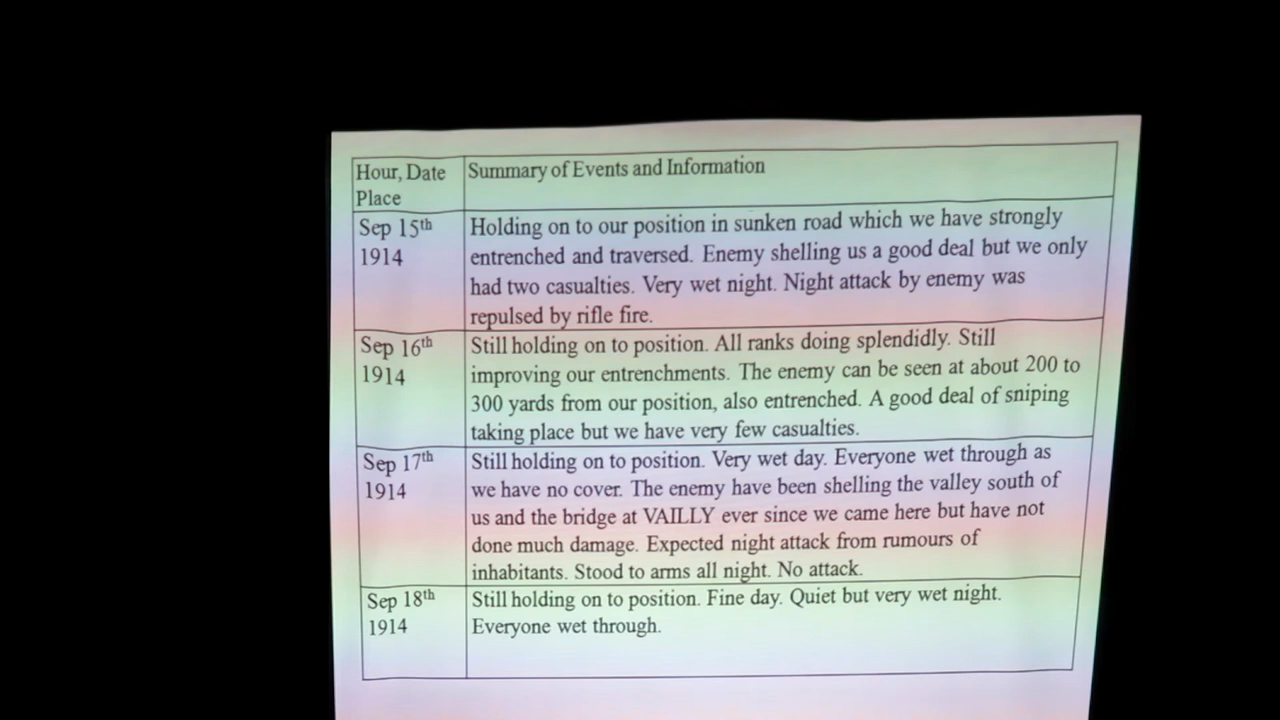 Hour, Date
Place
Summary of Events and Information
Sep 15th
1914
Holding on to our position in sunken road which we have strongly
entrenched and traversed. Enemy shelling us a good deal but we only
had two casualties. Very wet night. Night attack by enemy was
repulsed by rifle fire.
Sep 16th
1914
Still holding on to position. All ranks doing splendidly. Still
improving our entrenchments. The enemy can be seen at about 200 to
300 yards from our position, also entrenched. A good deal of sniping
taking place but we have very few casualties.
Sep 17th
1914
Still holding on to position. Very wet day. Everyone wet through as
we have no cover. The enemy have been shelling the valley south of
us and the bridge at VAILLY ever since we came here but have not
done much damage. Expected night attack from rumours of
inhabitants. Stood to arms all night. No attack.
Sep 18th
1914
Still holding on to position. Fine day. Quiet but very wet night.
Everyone wet through.